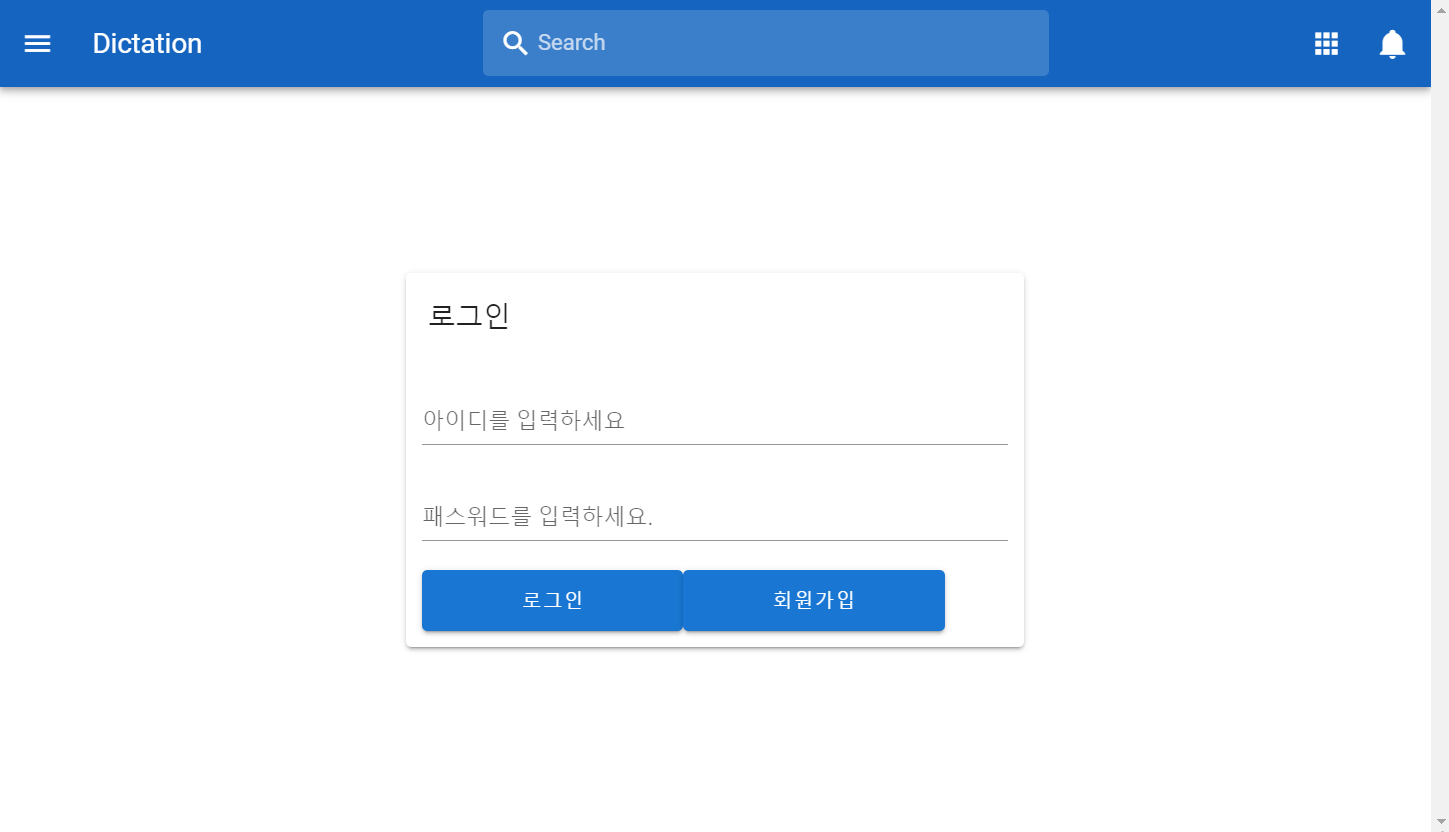 Dictation
Search
로그인
아이디를 입력하세요
패스워드를 입력하세요.
로그인 회원가입